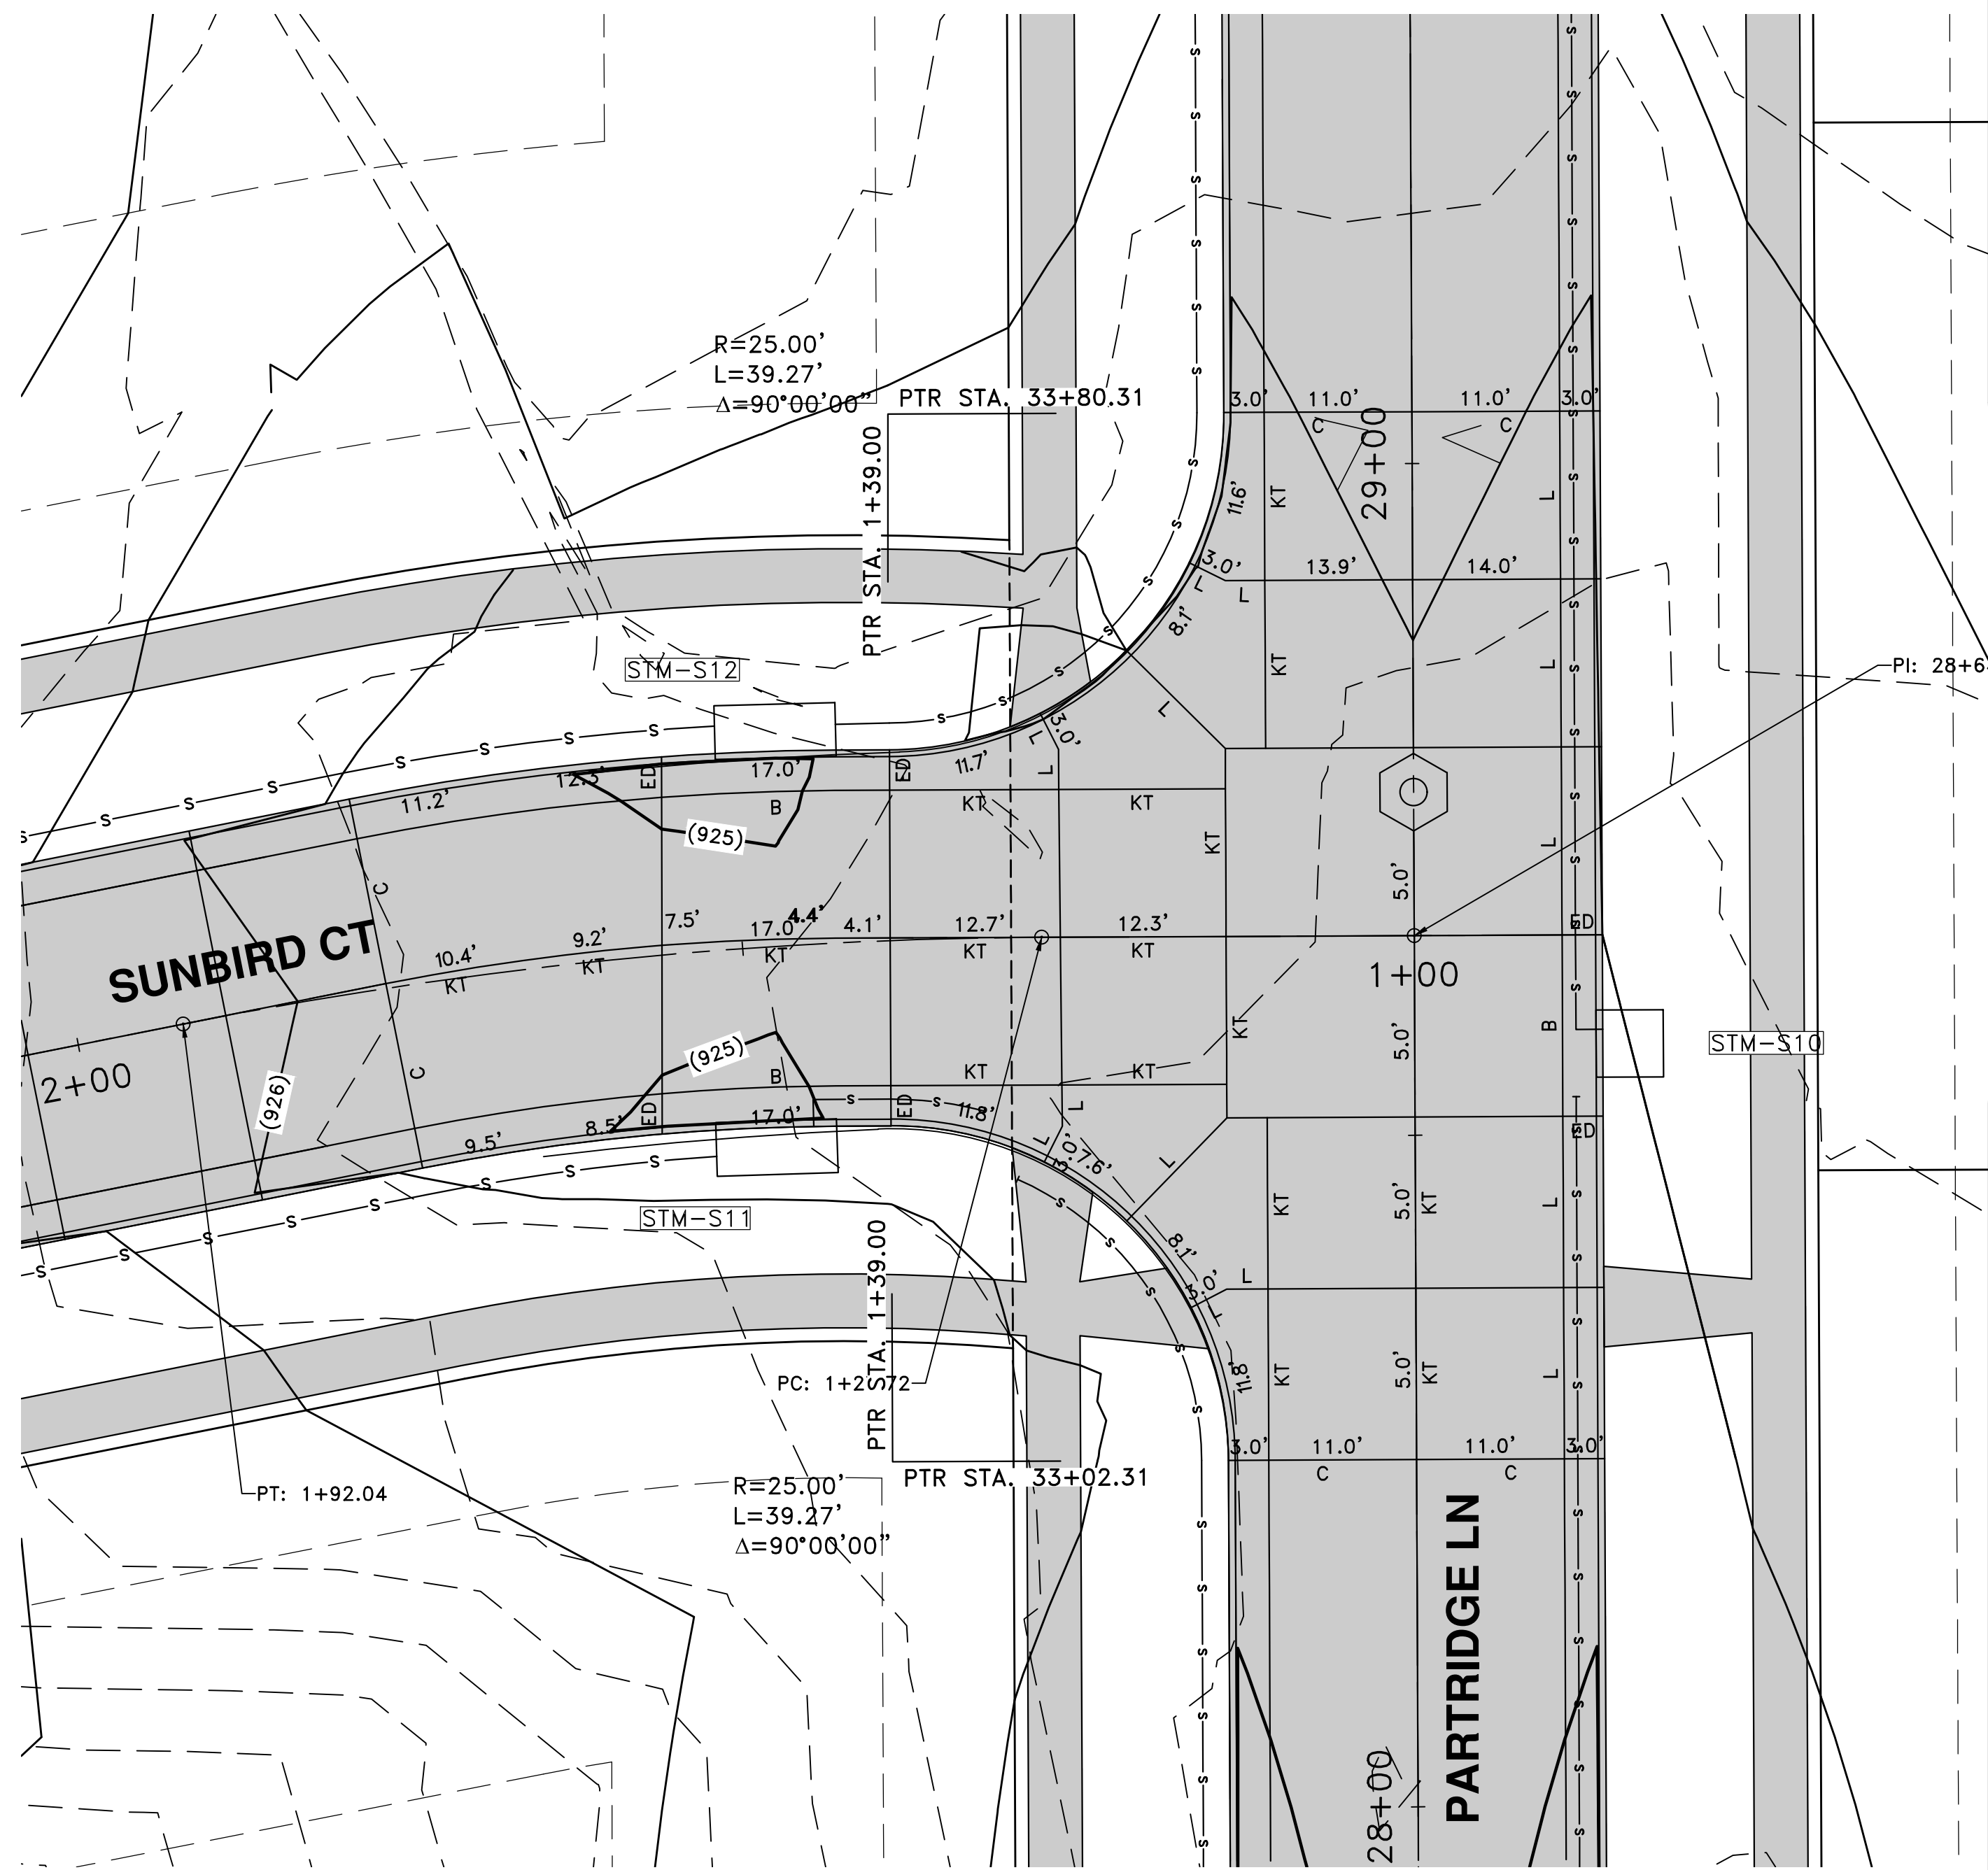 R=25.00’
L=39.27’
Δ=90°00’00”
PTR STA. 33+80.31
PTR STA. 1+39.00
3.0’
11.0’
11.0’
3.0’
C
C
29+00
11.6’
KT
L
3.0’
L
L
13.9’
14.0’
8.1’
KT
L
STM-S12
PI: 28+6
L
3.0’
L
L
11.7’
ED
17.0’
ED
12.3’
11.2’
B
KT
KT
(925)
KT
L
C
5.0’
SUNBIRD CT
10.4’
KT
9.2’
KT
7.5’
17.0’
4.4’
KT
4.1’
12.7’
KT
12.3’
KT
ED
1+00
KT
5.0’
B
STM-S10
2+00
C
(926)
(925)
B
KT
KT
ED
17.0’
ED
11.8’
L
8.5’
9.5’
L
3.0’
7.6’
L
ED
STM-S11
KT
5.0’
KT
L
8.1’
3.0’
L
L
PTR STA. 1+39.00
11.8’
KT
5.0’
KT
L
PC: 1+2 .72
3.0’
11.0’
11.0’
3.0’
C
C
PTR STA. 33+02.31
PT: 1+92.04
R=25.00’
L=39.27’
Δ=90°00’00”
PARTRIDGE LN
28+00